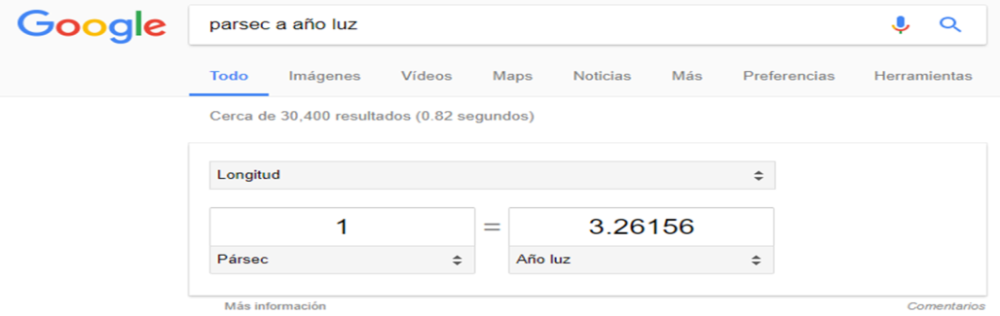 Google parsec a año luz
Todo Imágenes Vídeos Maps Noticias Más Preferencias Herramientas
Cerca de 30,400 resultados (0.82 segundos)
Longitud
1 = 3.26156
Pársec Año luz
Más información Comentarios